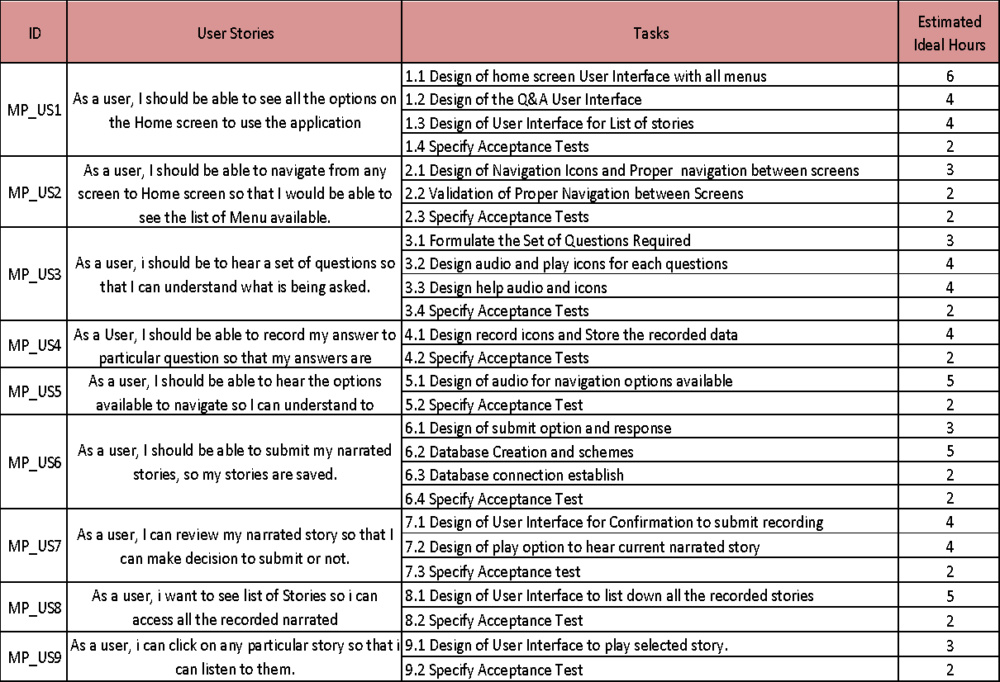 ID User Stories Tasks Estimated Ideal Hours
MP_US1 As a user, I should be able to see all the options on
the Home screen to use the application
1.1 Design of home screen User Interface with all menus 6
1.2 Design of the Q&A User Interface 4
1.3 Design of User Interface for List of stories 4
1.4 Specify Acceptance Tests 2
MP_US2 As a user, I should be able to navigate from any
screen to Home screen so that I would be able to
see the list of Menu available.
2.1 Design of Navigation Icons and Proper  navigation between screens 3
2.2 Validation of Proper Navigation between Screens 2
2.3 Specify Acceptance Tests 2
MP_US3 As a user, i should be to hear a set of questions so
that I can understand what is being asked.
3.1 Formulate the Set of Questions Required 3
3.2 Design audio and play icons for each questions 4
3.3 Design help audio and icons 4
3.4 Specify Acceptance Tests 2
MP_US4 As a User, I should be able to record my answer to
particular question so that my answers are
4.1 Design record icons and Store the recorded data 4
4.2 Specify Acceptance Tests 2
MP_US5 As a user, I should be able to hear the options
available to navigate so I can understand to
5.1 Design of audio for navigation options available 5
5.2 Specify Acceptance Test 2
MP_US6 As a user, I should be able to submit my narrated
stories, so my stories are saved.
6.1 Design of submit option and response 3
6.2 Database Creation and schemes 5
6.3 Database connection establish 2
6.4 Specify Acceptance Test 2
MP_US7 As a user, I can review my narrated story so that I
can make decision to submit or not.
7.1 Design of User Interface for Confirmation to submit recording 4
7.2 Design of play option to hear current narrated story 4
7.3 Specify Acceptance test 2
MP_US8 As a user, i want to see list of Stories so i can
access all the recorded narrated
8.1 Design of User Interface to list down all the recorded stories 5
8.2 Specify Acceptance Test 2
MP_US9 As a user, i can click on any particular story so that i
can listen to them.
9.1 Design of User Interface to play selected story. 3
9.2 Specify Acceptance Test 2